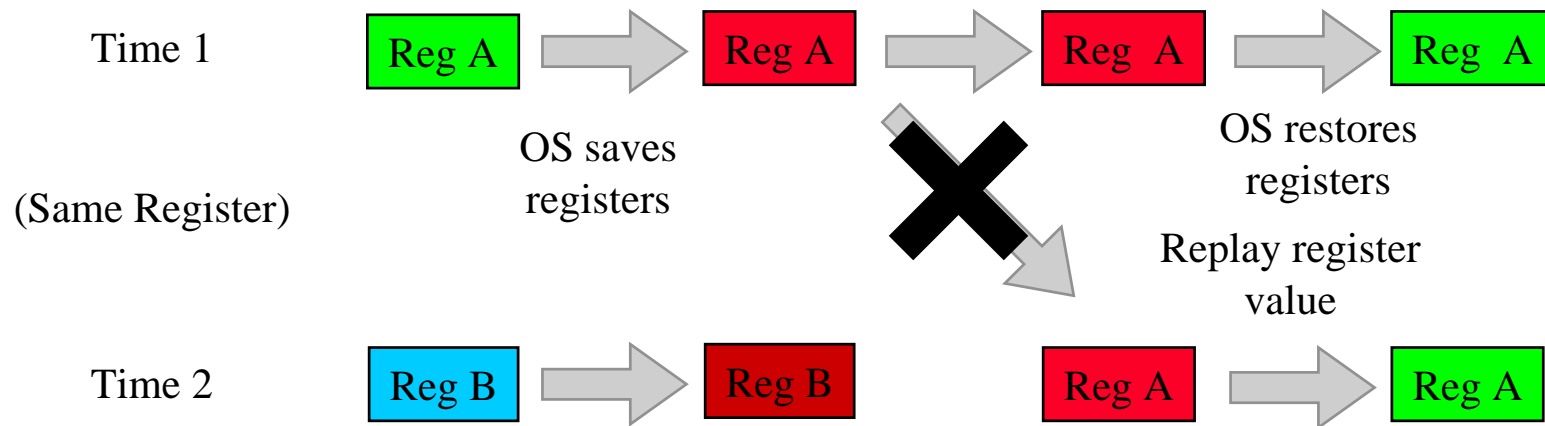 Time 1
Reg A
Reg A
Reg A
Reg A
OS saves
registers
OS restores
registers
(Same Register)
Replay register
value
Time 2
Reg B
Reg B
Reg A
Reg A